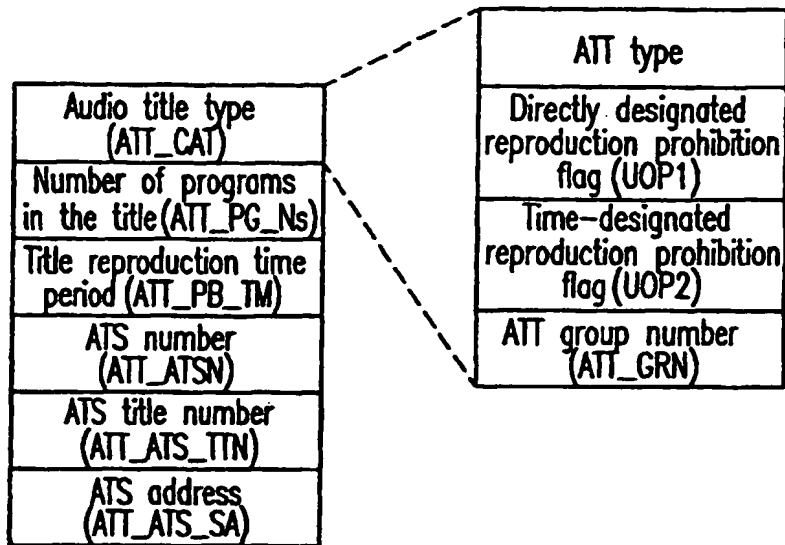 Audio title type
(ATT_CAT)
Number of programs
in the title (ATT_PG_Ns)
Title reproduction time
period (ATT_PB_TM)
ATS number
(ATT_ATSN)
ATS title number
(ATT_ATS_TTN)
ATS address
(ATT_ATS_SA)
ATT type
Directly designated
reproduction prohibition
flag (UOP1)
Time-designated
reproduction prohibition
flag (UOP2)
ATT group number
(ATT_GRN)